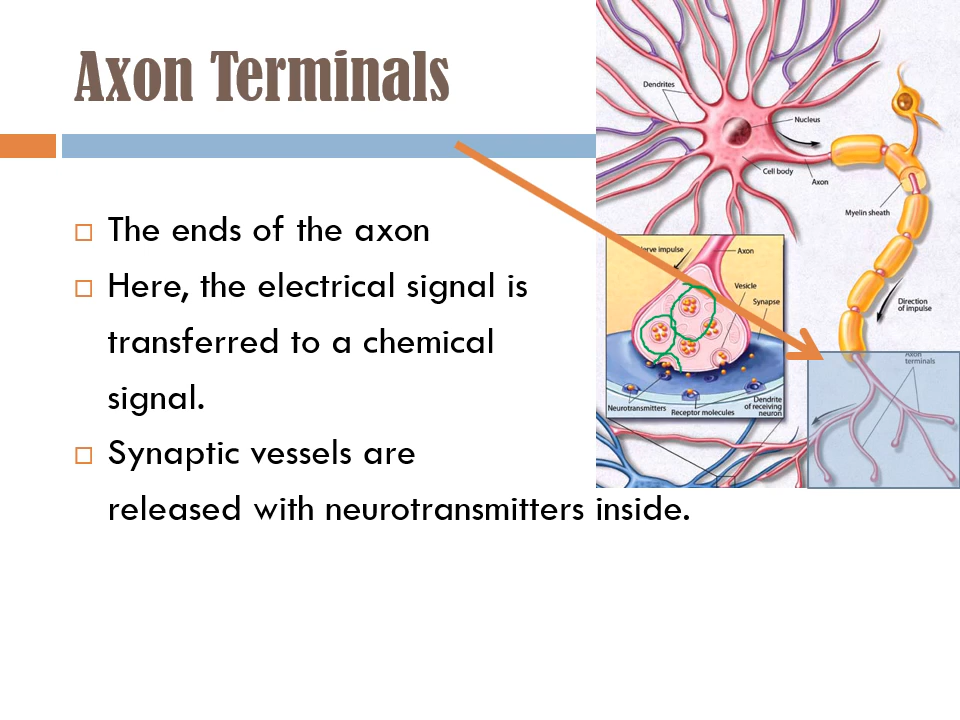 Axon Terminals
The ends of the axon
Here, the electrical signal is
transferred to a chemical
signal.
Synaptic vessels are
released with neurotransmitters inside.
Dendrites
Nucleus
Cell body
Axon
Myelin sheath
Direction
of impulse
Axon
terminals
impulse
Axon
Vesicle
Synapse
Neurotransmitters
Receptor molecules
Dendrite
of receiving
neuron